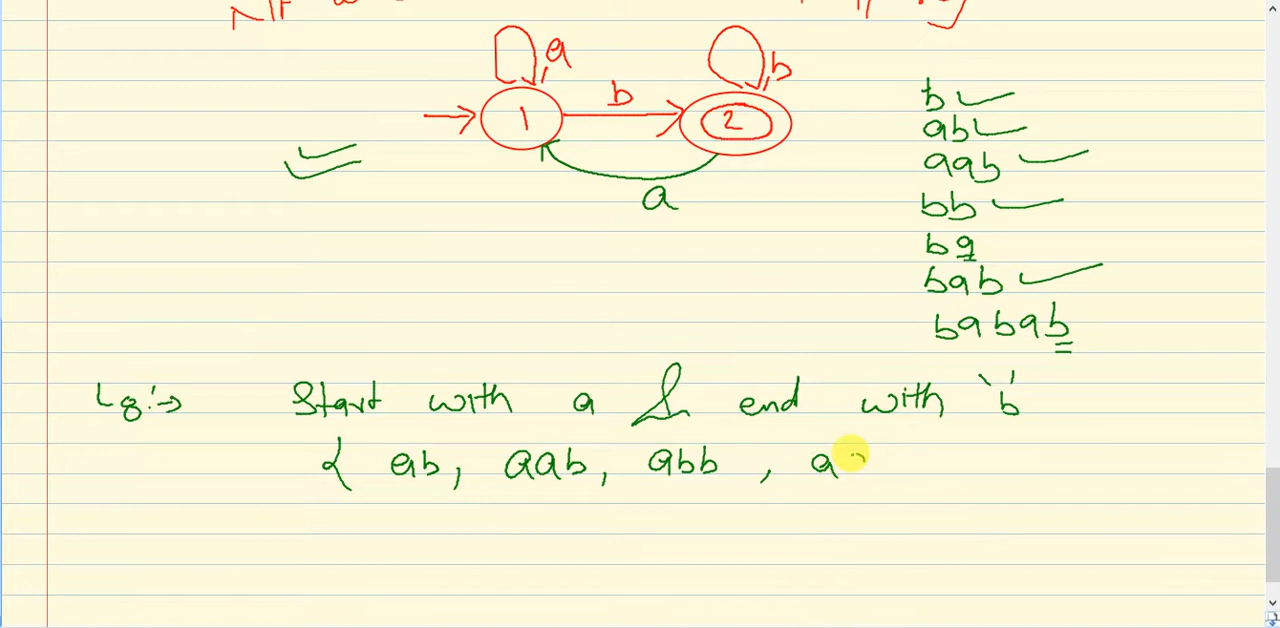 a
b
b
1
2
a
b ✓
ab ✓
aab ✓
bb ✓
ba
bab ✓
babab
Eg:→ Start with a & end with 'b'
{ ab, aab, abb, a